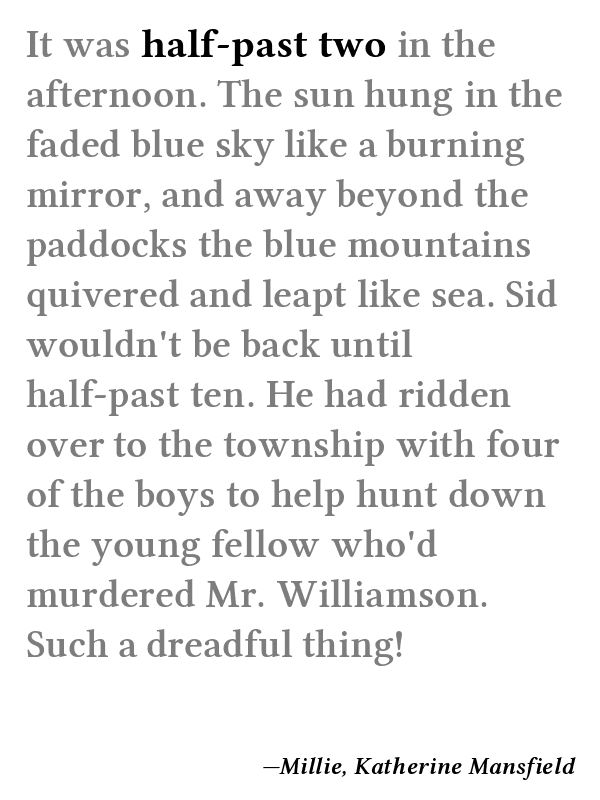 It was half-past two in the
afternoon. The sun hung in the
faded blue sky like a burning
mirror, and away beyond the
paddocks the blue mountains
quivered and leapt like sea. Sid
wouldn't be back until
half-past ten. He had ridden
over to the township with four
of the boys to help hunt down
the young fellow who'd
murdered Mr. Williamson.
Such a dreadful thing!
—Millie, Katherine Mansfield